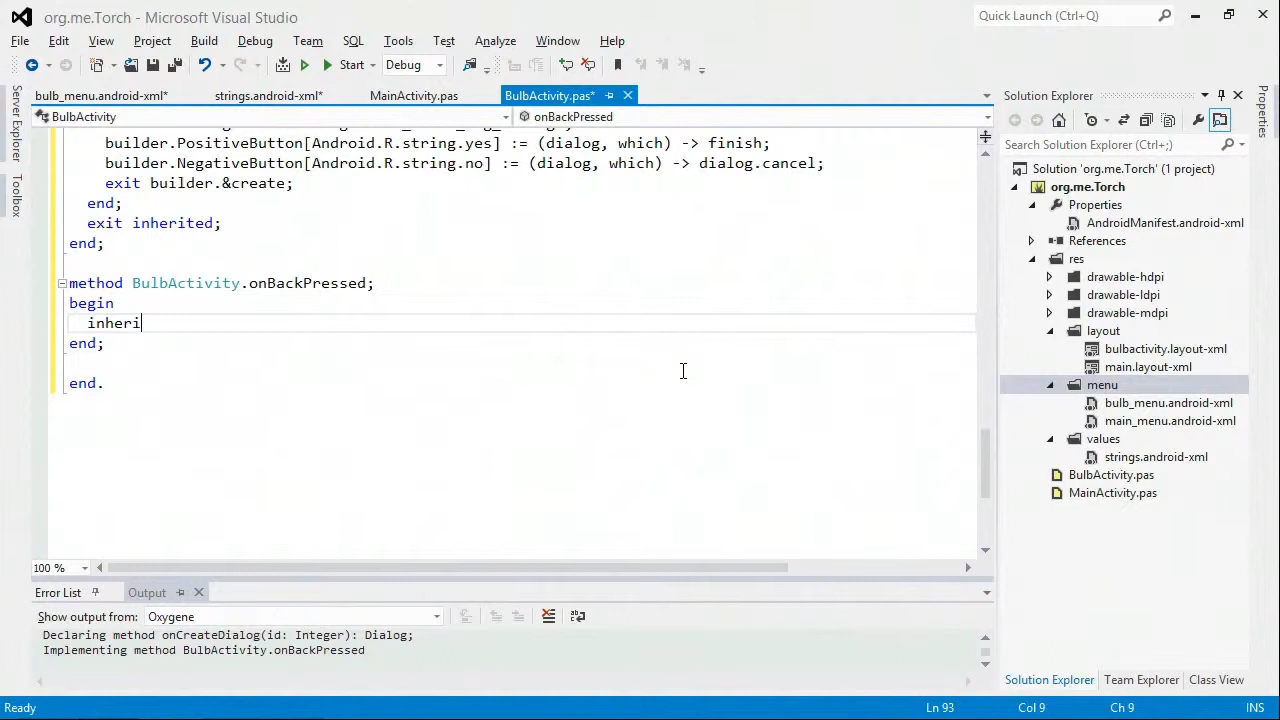 org.me.Torch - Microsoft Visual Studio
Quick Launch (Ctrl+Q)
File Edit View Project Build Debug Team SQL Tools Test Analyze Window Help
Start Debug
bulb_menu.android-xml* strings.android-xml* MainActivity.pas BulbActivity.pas*
BulbActivity onBackPressed
builder.PositiveButton[Android.R.string.yes] := (dialog, which) -> finish;
builder.NegativeButton[Android.R.string.no] := (dialog, which) -> dialog.cancel;
exit builder.&create;
end;
exit inherited;
end;
method BulbActivity.onBackPressed;
begin
inheri
end;
end.
100 %
Error List Output
Show output from: Oxygene
Declaring method onCreateDialog(id: Integer): Dialog;
Implementing method BulbActivity.onBackPressed
Server Explorer
Toolbox
Solution Explorer
Search Solution Explorer (Ctrl+;)
Solution 'org.me.Torch' (1 project)
org.me.Torch
Properties
AndroidManifest.android-xml
References
res
drawable-hdpi
drawable-ldpi
drawable-mdpi
layout
bulbactivity.layout-xml
main.layout-xml
menu
bulb_menu.android-xml
main_menu.android-xml
values
strings.android-xml
BulbActivity.pas
MainActivity.pas
Solution Explorer Team Explorer Class View
Properties
Ready Ln 93 Col 9 Ch 9 INS